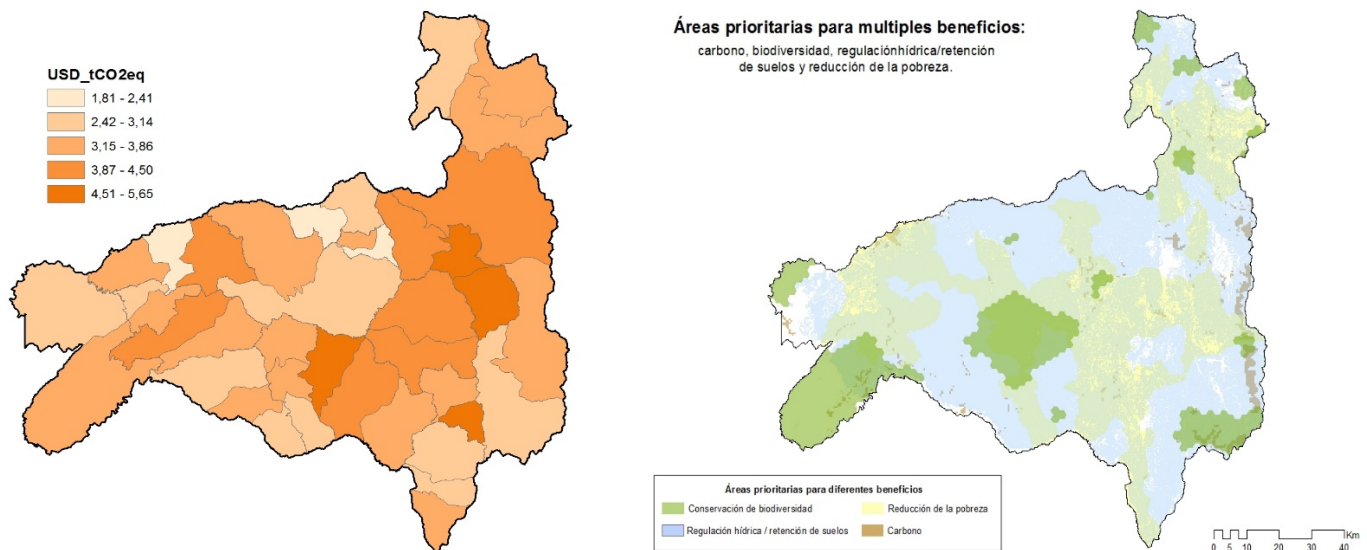 USD_tCO2eq
1,81 - 2,41
2,42 - 3,14
3,15 - 3,86
3,87 - 4,50
4,51 - 5,65
Áreas prioritarias para multiples beneficios:
carbono, biodiversidad, regulaciónhídrica/retención
de suelos y reducción de la pobreza.
Áreas prioritarias para diferentes beneficios
Conservación de biodiversidad
Reducción de la pobreza
Regulación hídrica / retención de suelos
Carbono
Km
0 5 10 20 30 40